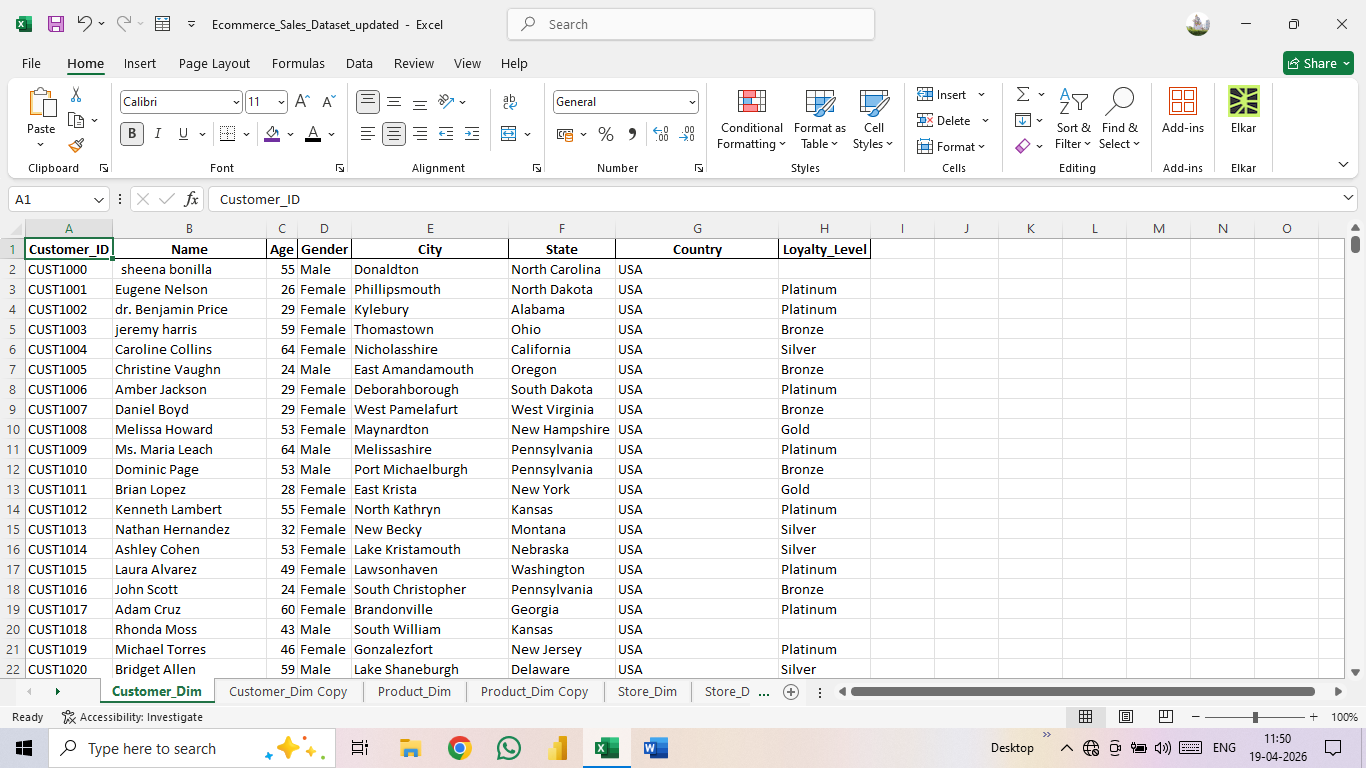 Ecommerce_Sales_Dataset_updated - Excel
Search
File Home Insert Page Layout Formulas Data Review View Help
Share
Paste
Calibri 11
B I U
A A
ab
General
% 9
Conditional Formatting
Format as Table
Cell Styles
Insert
Delete
Format
Sort & Filter
Find & Select
Add-ins
Elkar
Clipboard Font Alignment Number Styles Cells Editing Add-ins Elkar
A1 fx Customer_ID
A B C D E F G H I J K L M N O
1 Customer_ID Name Age Gender City State Country Loyalty_Level
2 CUST1000 sheena bonilla 55 Male Donaldton North Carolina USA
3 CUST1001 Eugene Nelson 26 Female Phillipsmouth North Dakota USA Platinum
4 CUST1002 dr. Benjamin Price 29 Female Kylebury Alabama USA Platinum
5 CUST1003 jeremy harris 59 Female Thomastown Ohio USA Bronze
6 CUST1004 Caroline Collins 64 Female Nicholasshire California USA Silver
7 CUST1005 Christine Vaughn 24 Male East Amandamouth Oregon USA Bronze
8 CUST1006 Amber Jackson 29 Female Deborahborough South Dakota USA Platinum
9 CUST1007 Daniel Boyd 29 Female West Pamelafurt West Virginia USA Bronze
10 CUST1008 Melissa Howard 53 Female Maynardton New Hampshire USA Gold
11 CUST1009 Ms. Maria Leach 64 Male Melissashire Pennsylvania USA Platinum
12 CUST1010 Dominic Page 53 Male Port Michaelburgh Pennsylvania USA Bronze
13 CUST1011 Brian Lopez 28 Female East Krista New York USA Gold
14 CUST1012 Kenneth Lambert 55 Female North Kathryn Kansas USA Platinum
15 CUST1013 Nathan Hernandez 32 Female New Becky Montana USA Silver
16 CUST1014 Ashley Cohen 53 Female Lake Kristamouth Nebraska USA Silver
17 CUST1015 Laura Alvarez 49 Female Lawsonhaven Washington USA Platinum
18 CUST1016 John Scott 24 Female South Christopher Pennsylvania USA Bronze
19 CUST1017 Adam Cruz 60 Female Brandonville Georgia USA Platinum
20 CUST1018 Rhonda Moss 43 Male South William Kansas USA
21 CUST1019 Michael Torres 46 Female Gonzalezfort New Jersey USA Platinum
22 CUST1020 Bridget Allen 59 Male Lake Shaneburgh Delaware USA Silver
Customer_Dim Customer_Dim Copy Product_Dim Product_Dim Copy Store_Dim Store_D ...
Ready Accessibility: Investigate 100%
Type here to search
Desktop ENG
11:50
19-04-2026